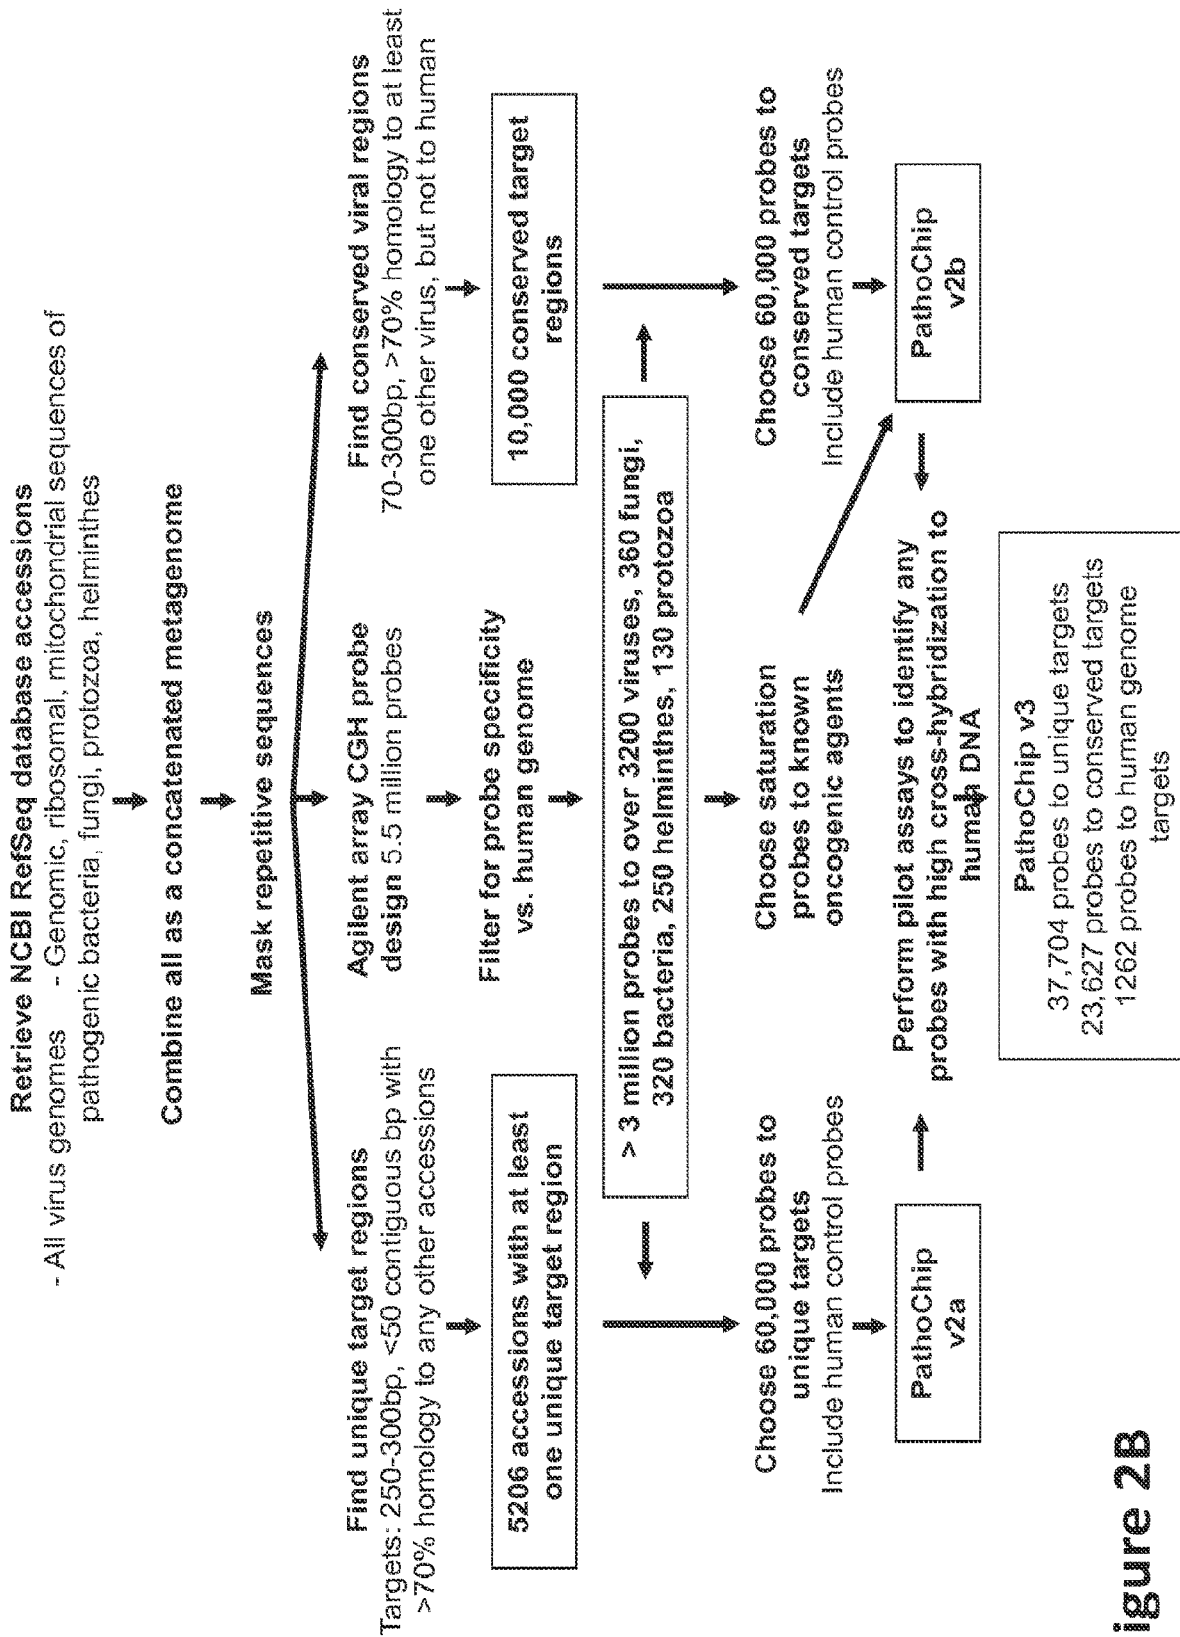 Retrieve NCBI RefSeq database accessions
- All virus genomes - Genomic, ribosomal, mitochondrial sequences of
pathogenic bacteria, fungi, protozoa, helminthes
Combine all as a concatenated metagenome
Mask repetitive sequences
Find unique target regions
Targets: 250-300bp, <50 contiguous bp with
>70% homology to any other accessions
Agilent array CGH probe
design 5.5 million probes
Find conserved viral regions
70-300bp, >70% homology to at least
one other virus, but not to human
5206 accessions with at least
one unique target region
Filter for probe specificity
vs. human genome
10,000 conserved target
regions
> 3 million probes to over 3200 viruses, 360 fungi,
320 bacteria, 250 helminthes, 130 protozoa
Choose 60,000 probes to
unique targets
Include human control probes
Choose saturation
probes to known
oncogenic agents
Choose 60,000 probes to
conserved targets
Include human control probes
PathoChip
v2a
Perform pilot assays to identify any
probes with high cross-hybridization to
human DNA
PathoChip
v2b
PathoChip v3
37,704 probes to unique targets
23,627 probes to conserved targets
1262 probes to human genome
targets
igure 2B